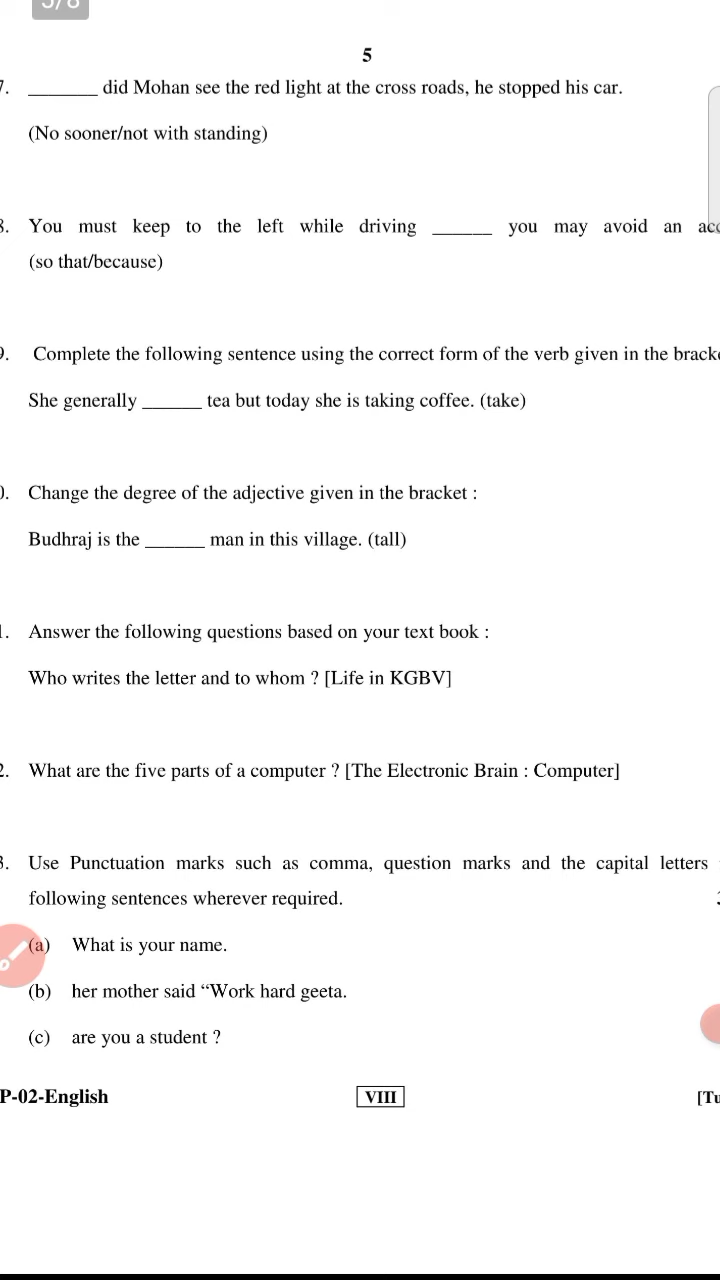 5/8
5
7. _______ did Mohan see the red light at the cross roads, he stopped his car.
(No sooner/not with standing)
8. You must keep to the left while driving ______ you may avoid an
(so that/because)
9. Complete the following sentence using the correct form of the verb given in the
She generally ______ tea but today she is taking coffee. (take)
0. Change the degree of the adjective given in the bracket :
Budhraj is the ______ man in this village. (tall)
1. Answer the following questions based on your text book :
Who writes the letter and to whom ? [Life in KGBV]
2. What are the five parts of a computer ? [The Electronic Brain : Computer]
3. Use Punctuation marks such as comma, question marks and the capital letters
following sentences wherever required.
(a) What is your name.
(b) her mother said “Work hard geeta.
(c) are you a student ?
P-02-English VIII